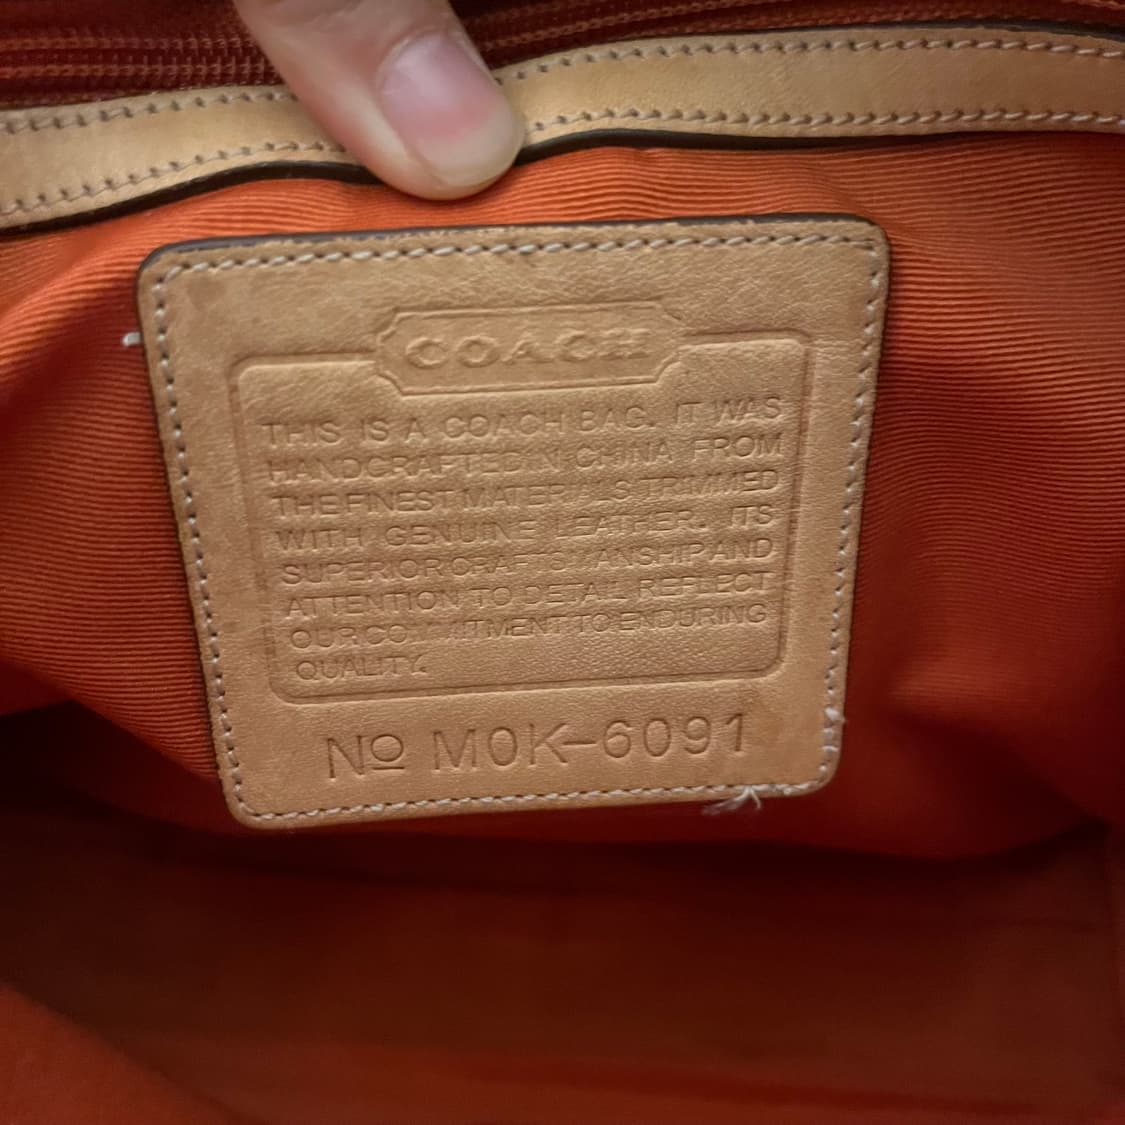 COACH
THIS IS A COACH BAG. IT WAS
HANDCRAFTED IN CHINA FROM
THE FINEST MATERIALS TRIMMED
WITH GENUINE LEATHER. ITS
SUPERIOR CRAFTSMANSHIP AND
ATTENTION TO DETAIL REFLECT
OUR COMMITMENT TO ENDURING
QUALITY.
Nº M0K-6091